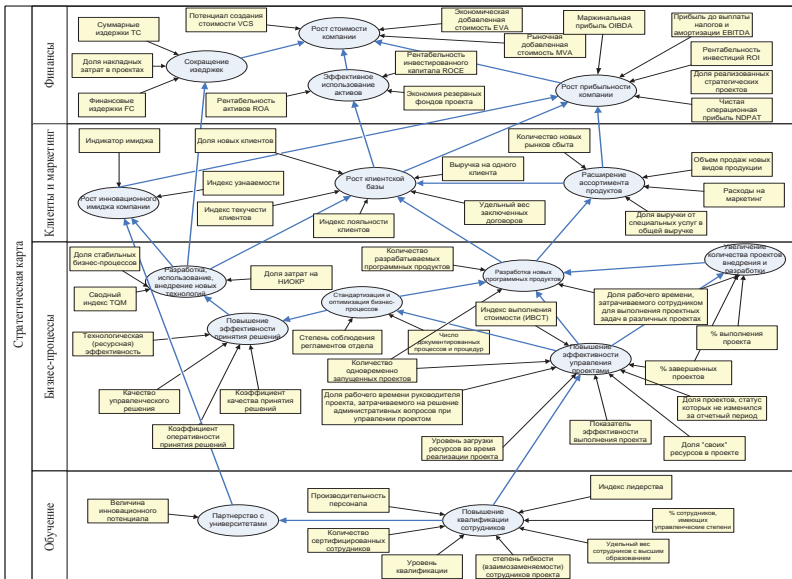 Стратегическая карта
Финансы
Суммарные
издержки TC
Доля накладных
затрат в проектах
Финансовые
издержки FC
Сокращение
изедржек
Потенциал создания
стоимости VCS
Рост стоимости
компании
Экономическая
добавленная
стоимость EVA
Рыночная
добавленная
стоимость MVA
Рентабельность
инвестированного
капитала ROCE
Эффективное
использование
активов
Рентабельность
активов ROA
Экономия резервных
фондов проекта
Маржинальная
прибыль OIBDA
Прибыль до выплаты
налогов и
амортизации EBITDA
Рентабельность
инвестиций ROI
Доля реализованных
стратегических
проектов
Рост прибыльности
компании
Чистая
операционная
прибыль NDPAT
Клиенты и маркетинг
Индикатор имиджа
Доля новых клиентов
Индекс узнааемости
Рост инновационного
имиджа компании
Индекс текучести
клиентов
Рост клиентской
базы
Индекс лояльности
клиентов
Выручка на одного
клиента
Удельный вес
заключенных
договоров
Количество новых
рынков сбыта
Расширение
ассортимента
продуктов
Объем продаж новых
видов продукции
Расходы на
маркетинг
Доля выручки от
специальных услуг в
общей выручке
Бизнес-процессы
Доля стабильных
бизнес-процессов
Сводный
индекс TQM
Разработка,
использование,
внедрение новых
технологий
Доля затрат на
НИОКР
Количество
разрабатываемых
программных продуктов
Разработка новых
программных продуктов
Увеличение
количества проектов
внедрения и
разработки
Доля рабочего времени,
затрачиваемого сотрудником
для выполнения проектных
задач в различных проектах
% выполнения
проекта
% завершенных
проектов
Технологическая
(ресурсная)
эффективность
Повышение
эффективности
принятия решений
Стандартизация и
оптимизация бизнес-
процессов
Степень соблюдения
регламентов отдела
Число
документированных
процессов и процедур
Индекс выполнения
стоимости (ИВСТ)
Повышение
эффективности
управления
проектами
Количество
одновременно
запущенных проектов
Доля рабочего времени руководителя
проекта, затрачиваемого на решение
административных вопросов при
управлении проектом
Качество
управленческого
решения
Коэффициент
качества принятия
решений
Коэффициент
оперативности
принятия решений
Уровень загрузки
ресурсов во время
реализации проекта
Показатель
эффективности
выполнения проекта
Доля проектов, статус
которых не изменился
за отчетный период
Доля "своих"
ресурсов в проекте
Обучение
Величина
инновационного
потенциала
Партнерство с
университетами
Производительность
персонала
Количество
сертифицированных
сотрудников
Уровень
квалификации
Повышение
квалификации
сотрудников
степень гибкости
(взаимозаменяемости)
сотрудников проекта
Индекс лидерства
% сотрудников,
имеющих
управленческие степени
Удельный вес
сотрудников с высшим
образованием